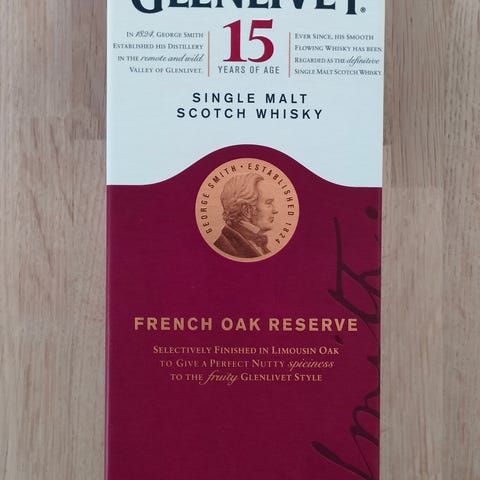 GLENLIVET®
IN 1824, GEORGE SMITH
ESTABLISHED HIS DISTILLERY
IN THE remote and wild
VALLEY OF GLENLIVET.
15
YEARS OF AGE
EVER SINCE, HIS SMOOTH
FLOWING WHISKY HAS BEEN
REGARDED AS THE definitive
SINGLE MALT SCOTCH WHISKY.
SINGLE MALT
SCOTCH WHISKY
GEORGE SMITH · ESTABLISHED 1824
FRENCH OAK RESERVE
SELECTIVELY FINISHED IN LIMOUSIN OAK
TO GIVE A PERFECT NUTTY spiciness
TO THE fruity GLENLIVET STYLE
Smith.